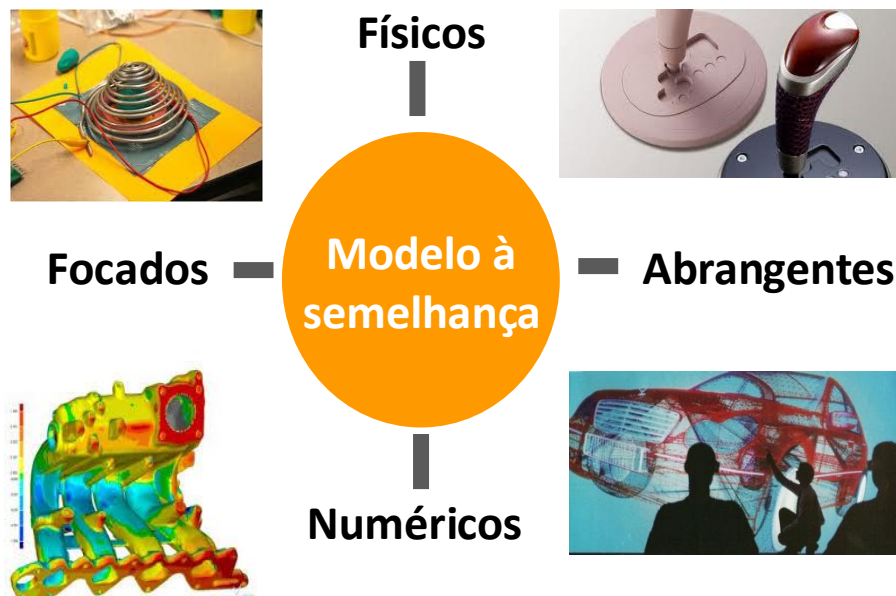 Físicos
Focados
Modelo à
semelhança
Abrangentes
Numéricos